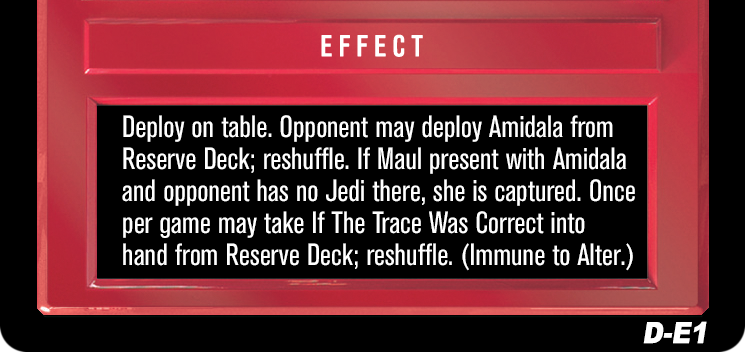 EFFECT
Deploy on table. Opponent may deploy Amidala from
Reserve Deck; reshuffle. If Maul present with Amidala
and opponent has no Jedi there, she is captured. Once
per game may take If The Trace Was Correct into
hand from Reserve Deck; reshuffle. (Immune to Alter.)
D-E1